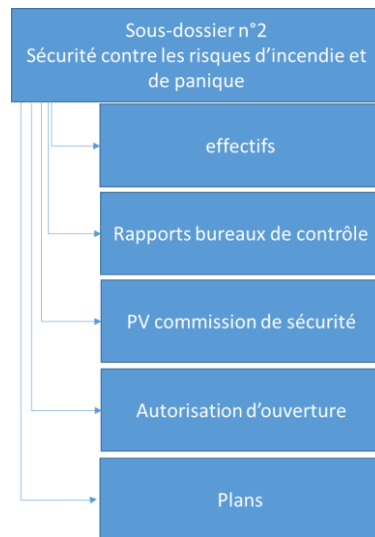 Sous-dossier n°2
Sécurité contre les risques d’incendie et
de panique
effectifs
Rapports bureaux de contrôle
PV commission de sécurité
Autorisation d’ouverture
Plans